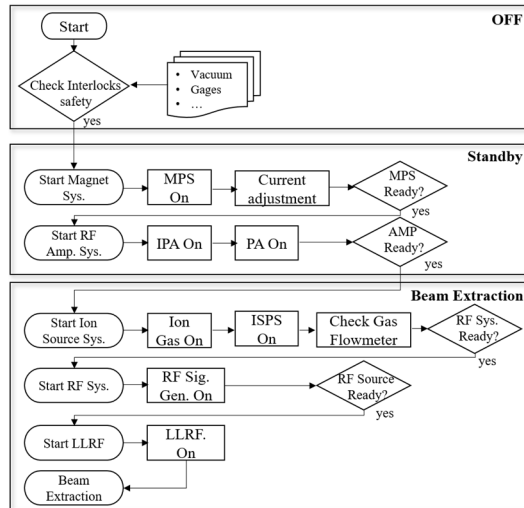 OFF
Start
Check Interlocks
safety
• Vacuum
• Gages
• ...
yes
Standby
Start Magnet
Sys.
MPS
On
Current
adjustment
MPS
Ready?
yes
Start RF
Amp. Sys.
IPA On
PA On
AMP
Ready?
yes
Beam Extraction
Start Ion
Source Sys.
Ion
Gas On
ISPS
On
Check Gas
Flowmeter
RF Sys.
Ready?
yes
Start RF Sys.
RF Sig.
Gen. On
RF Source
Ready?
yes
Start LLRF
LLRF.
On
Beam
Extraction